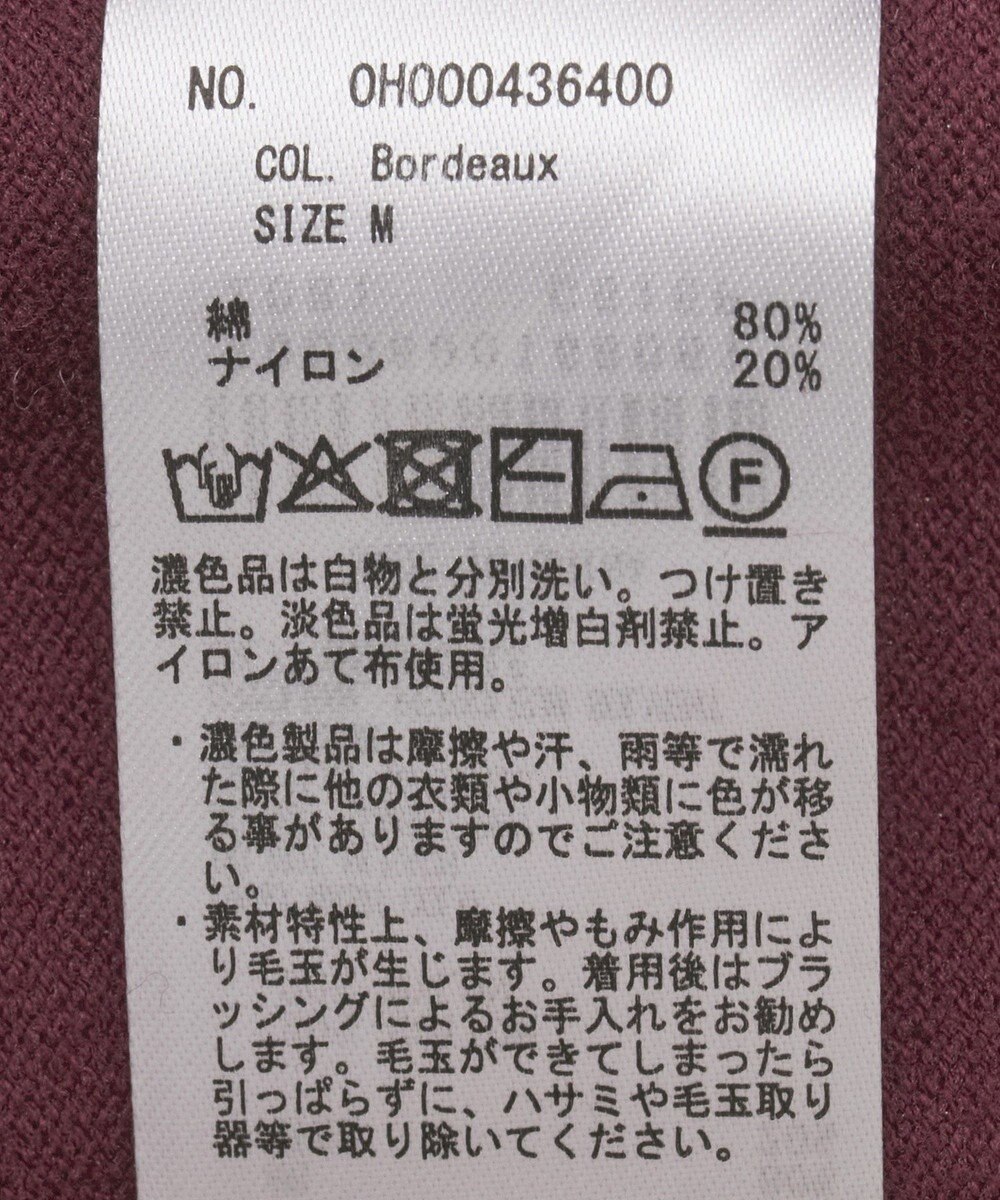 NO. 0H000436400
COL. Bordeaux
SIZE M
綿 80%
ナイロン 20%
F
濃色品は白物と分別洗い。つけ置き
禁止。淡色品は蛍光増白剤禁止。ア
イロンあて布使用。
・濃色製品は摩擦や汗、雨等で濡れ
た際に他の衣類や小物類に色が移
る事がありますのでご注意くださ
い。
・素材特性上、摩擦やもみ作用によ
り毛玉が生じます。着用後はブラ
ッシングによるお手入れをお勧め
します。毛玉ができてしまったら
引っぱらずに、ハサミや毛玉取り
器等で取り除いてください。